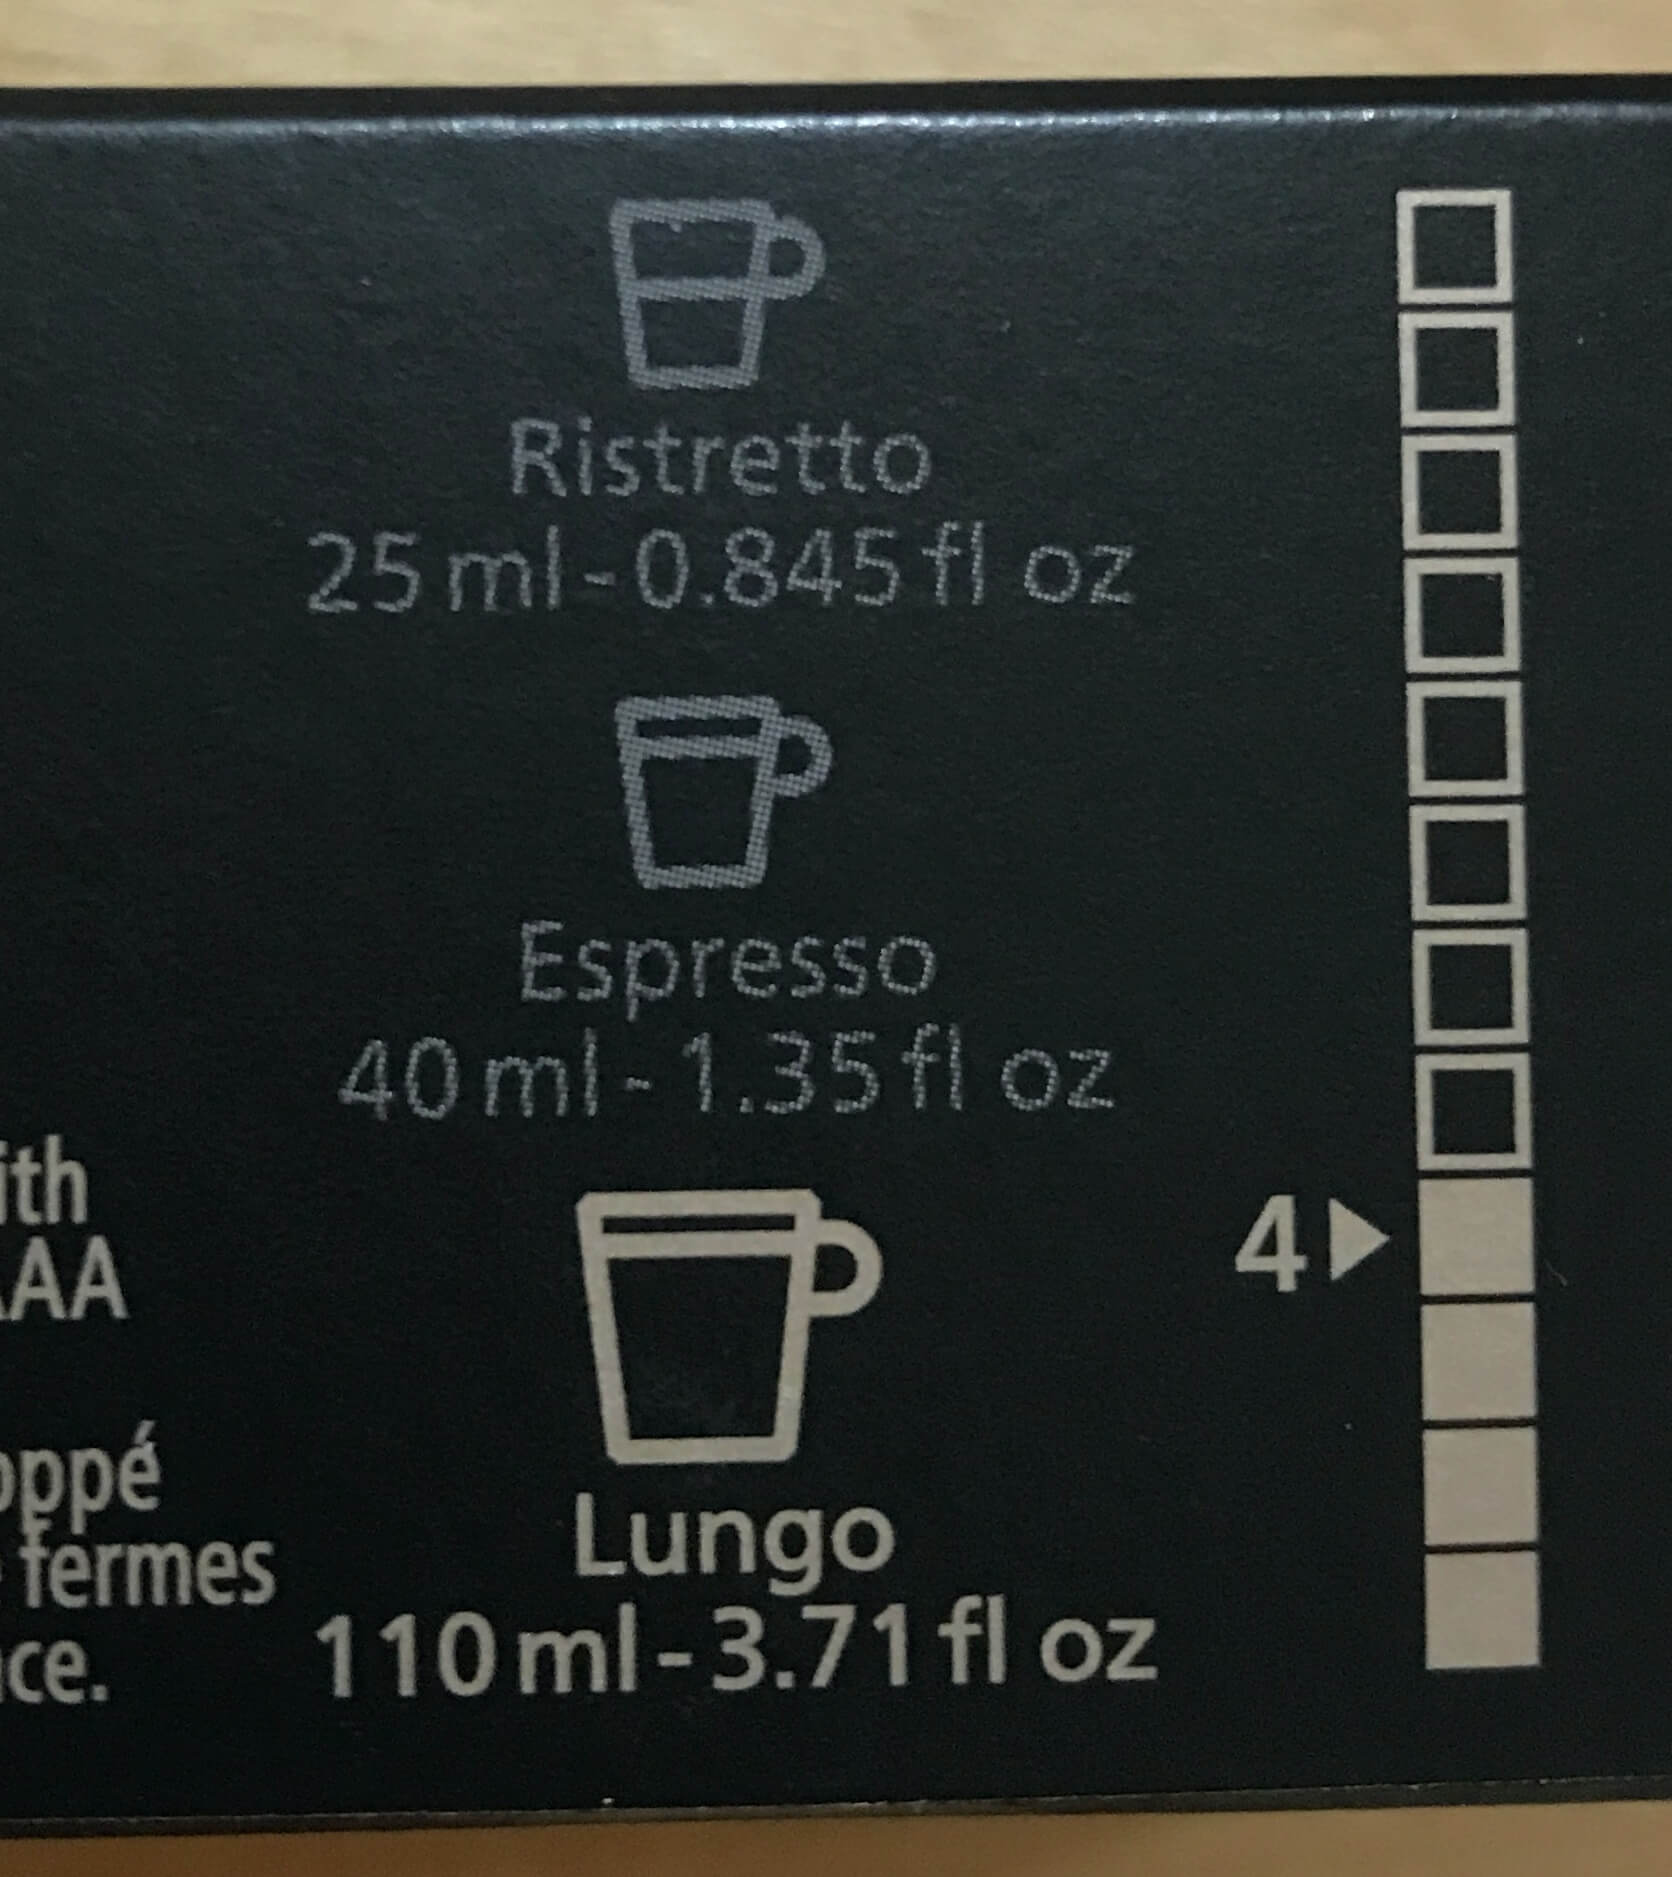 Ristretto
25 ml - 0.845 fl oz
Espresso
40 ml - 1.35 fl oz
ith
AA
oppé
fermes
ce.
Lungo
110 ml - 3.71 fl oz
4